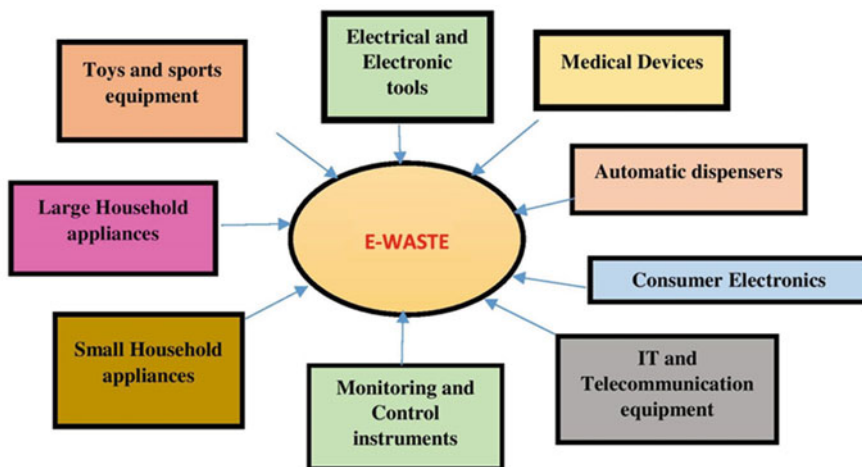 Toys and sports
equipment
Electrical and
Electronic
tools
Medical Devices
Automatic dispensers
Large Household
appliances
E-WASTE
Consumer Electronics
Small Household
appliances
Monitoring and
Control
instruments
IT and
Telecommunication
equipment